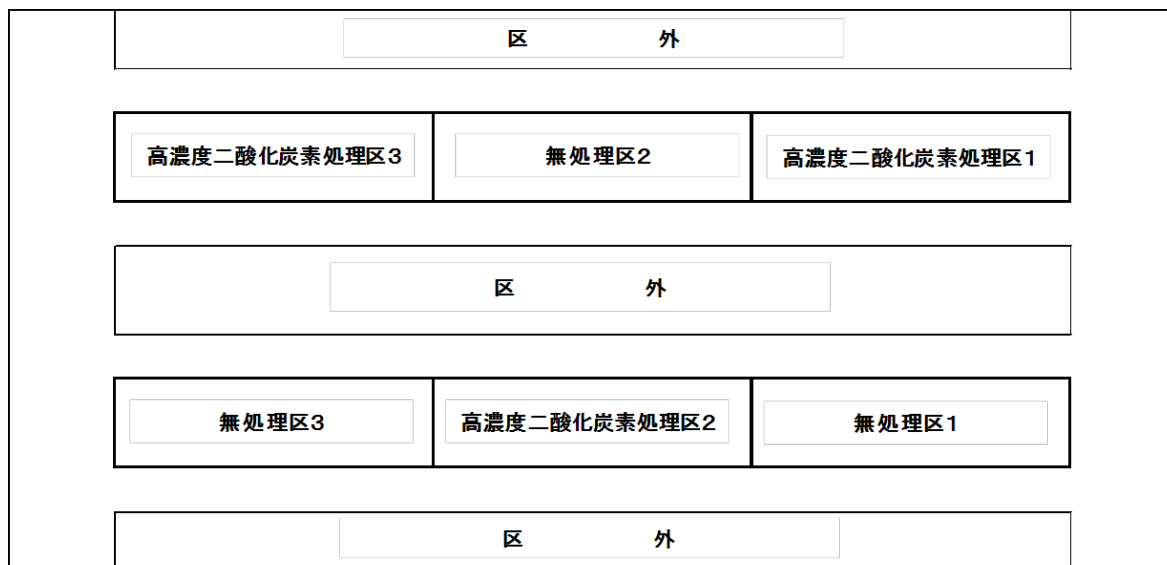 区 外
高濃度二酸化炭素処理区3 無処理区2 高濃度二酸化炭素処理区1
区 外
無処理区3 高濃度二酸化炭素処理区2 無処理区1
区 外